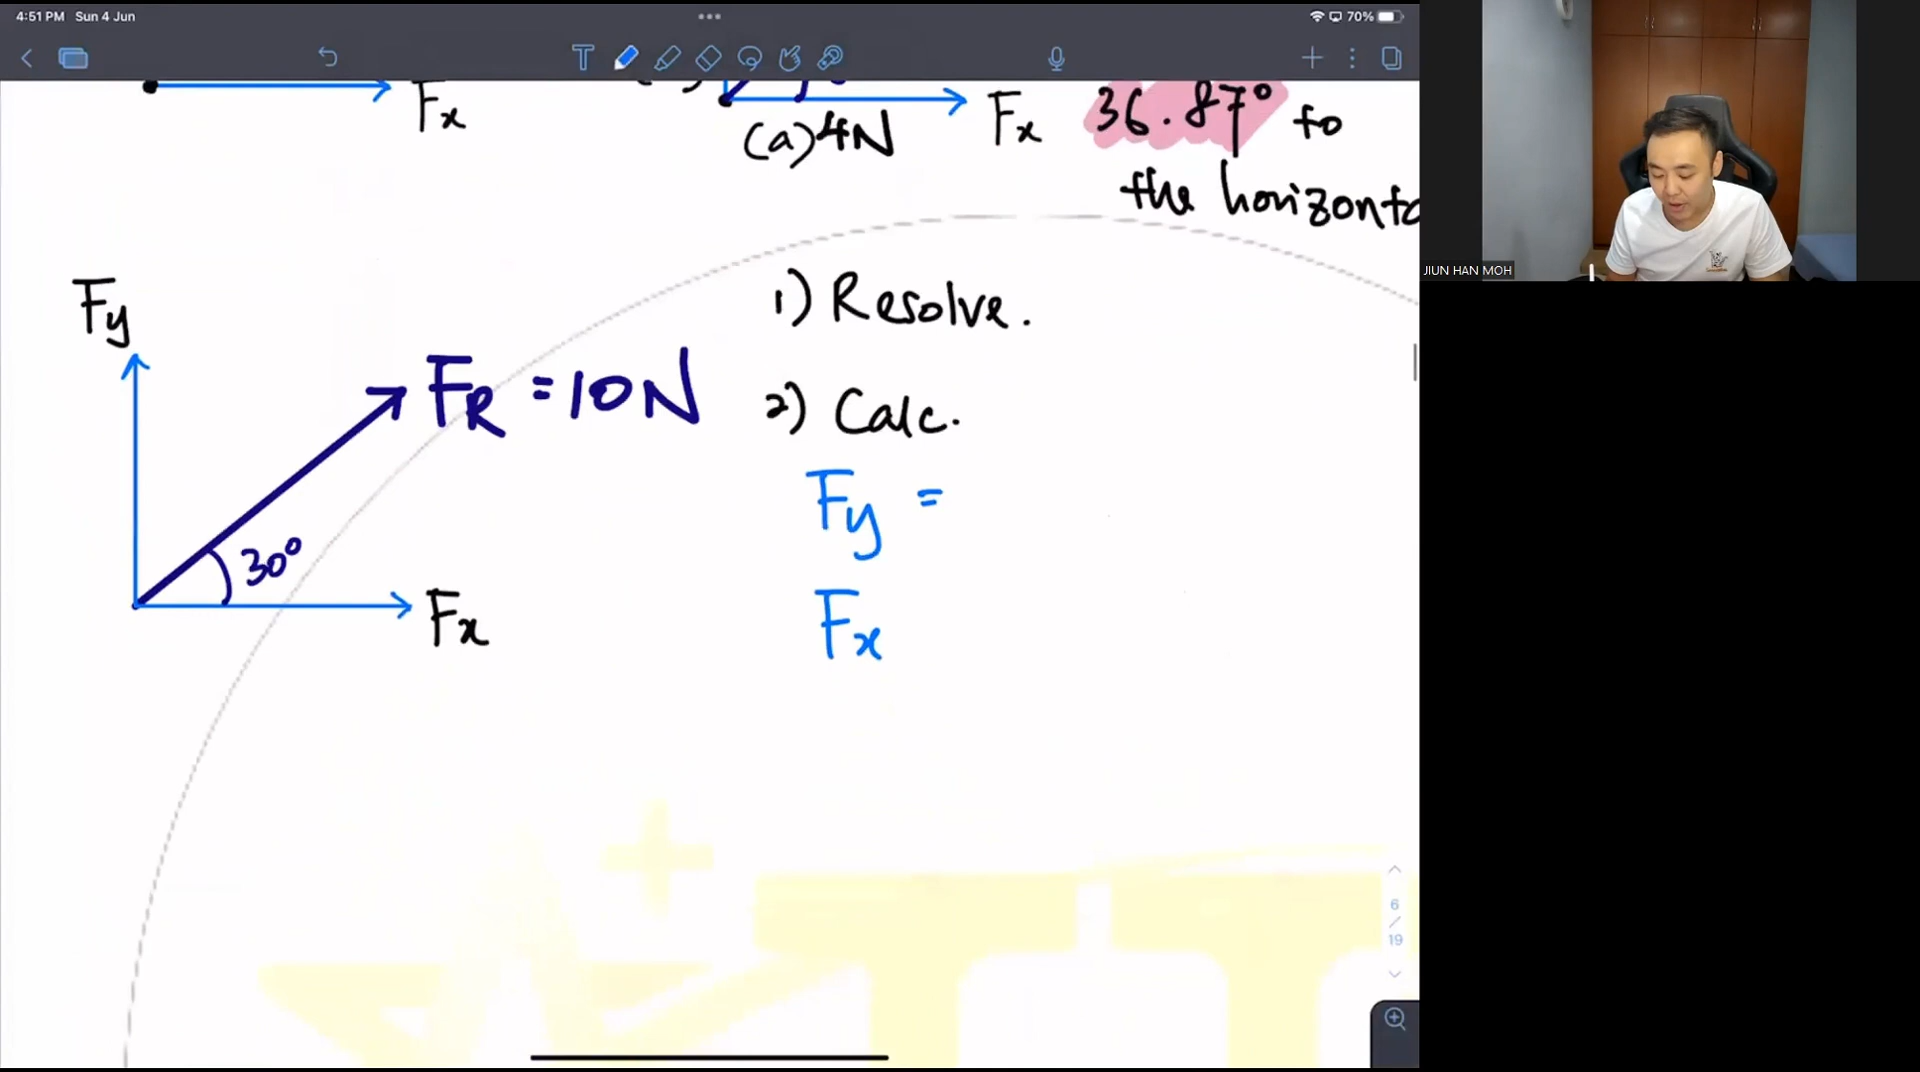 4:51 PM Sun 4 Jun
70%
T
Fx
(a) 4N
Fx
36.87° to
the horizonta
Fy
FR = 10N
30°
Fx
1) Resolve.
2) Calc.
Fy =
Fx
JIUN HAN MOH
6
/
19